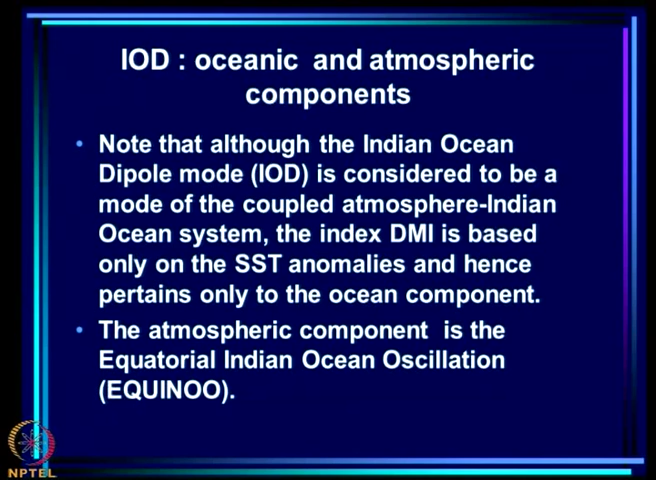 IOD : oceanic and atmospheric
components
• Note that although the Indian Ocean
Dipole mode (IOD) is considered to be a
mode of the coupled atmosphere-Indian
Ocean system, the index DMI is based
only on the SST anomalies and hence
pertains only to the ocean component.
• The atmospheric component is the
Equatorial Indian Ocean Oscillation
(EQUINOO).
NPTEL